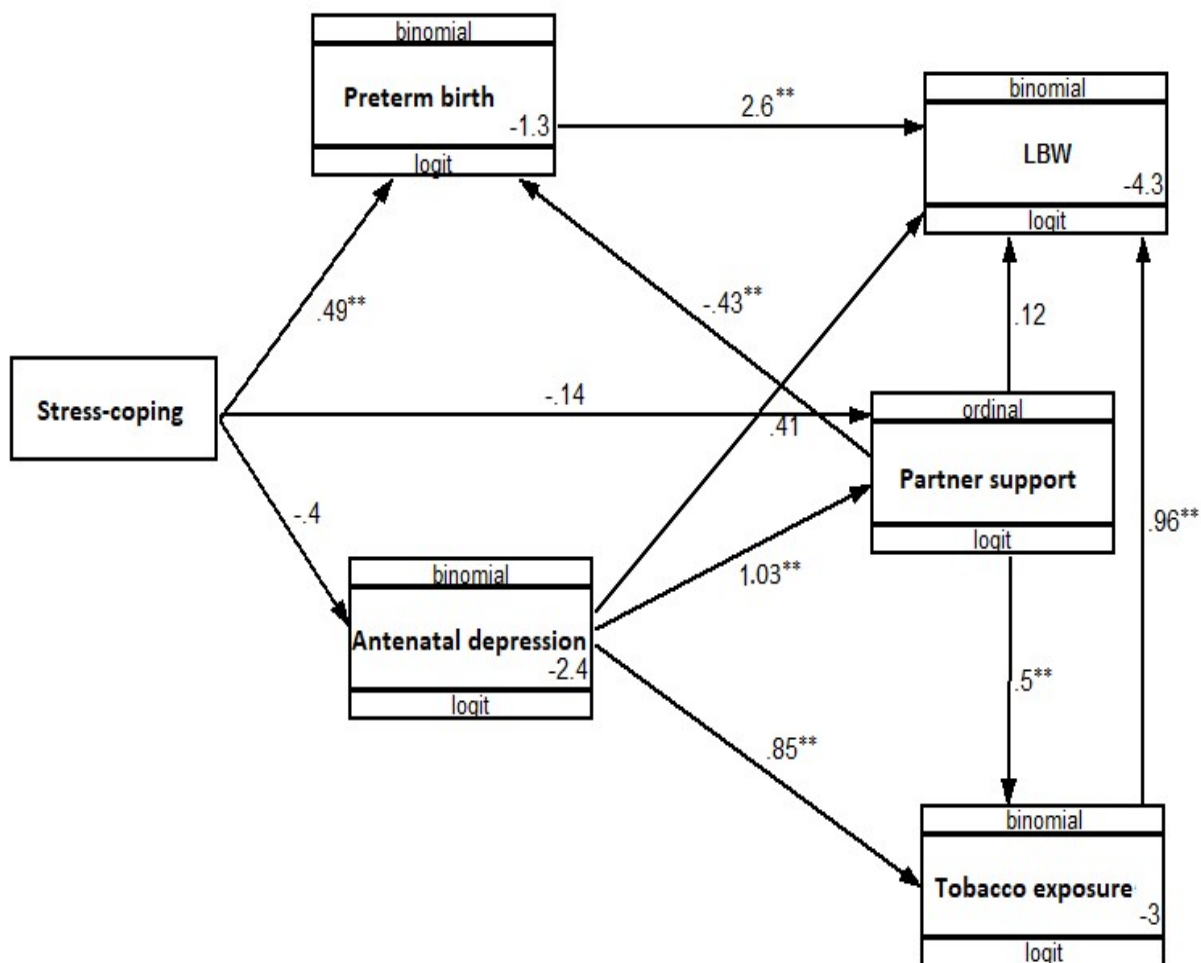 binomial
Preterm birth
-1.3
logit
2.6**
binomial
LBW
-4.3
logit
.49**
-.43**
.12
Stress-coping
-.14
.41
ordinal
Partner support
logit
.96**
-.4
1.03**
binomial
Antenatal depression
-2.4
logit
.5**
.85**
binomial
Tobacco exposure
-3
logit